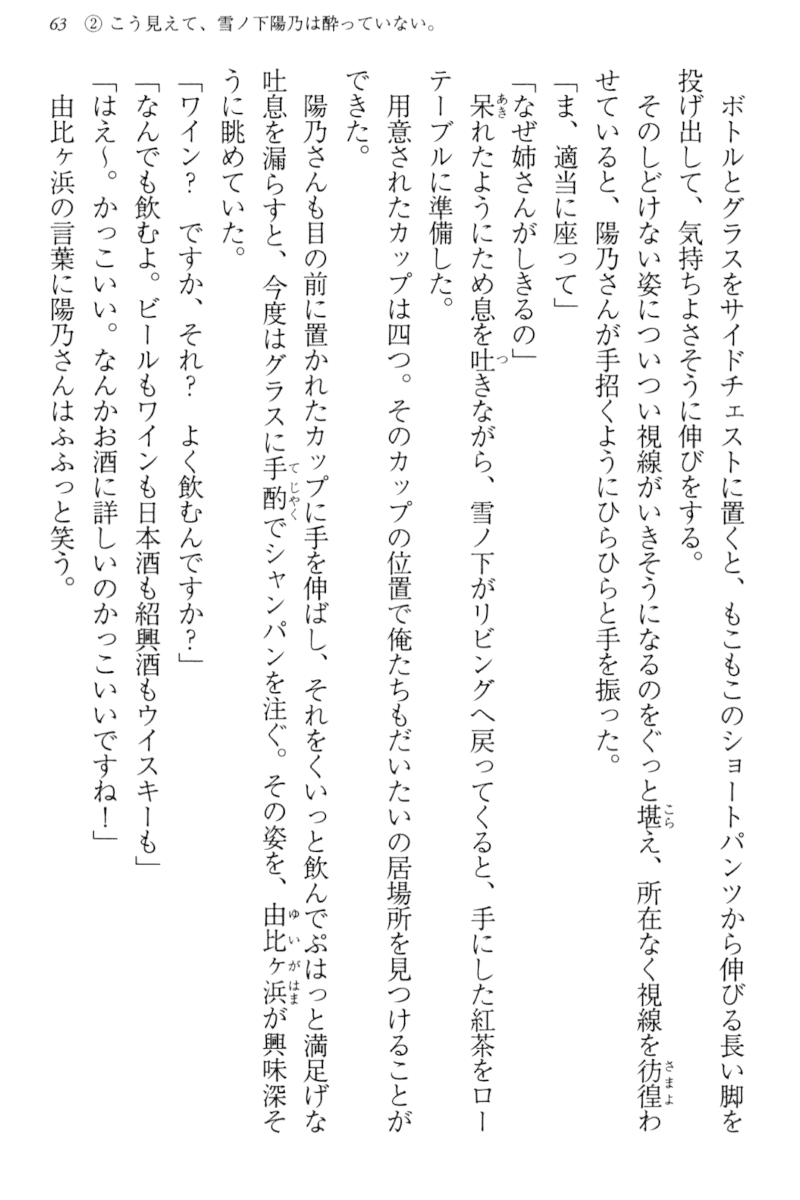 63 ② こう見えて、雪ノ下陽乃は酔っていない。
ボトルとグラスをサイドチェストに置くと、もこもこのショートパンツから伸びる長い脚を
投げ出して、気持ちよさそうに伸びをする。
そのしどけない姿についつい視線がいきそうになるのをぐっと堪え、所在なく視線を彷徨わ
せていると、陽乃さんが手招くようにひらひらと手を振った。
「ま、適当に座って」
「なぜ姉さんがしきるの」
呆れたようにため息を吐きながら、雪ノ下がリビングへ戻ってくると、手にした紅茶をロー
テーブルに準備した。
用意されたカップは四つ。そのカップの位置で俺たちもだいたいの居場所を見つけることが
できた。
陽乃さんも目の前に置かれたカップに手を伸ばし、それをくいっと飲んでぷはっと満足げな
吐息を漏らすと、今度はグラスに手酌でシャンパンを注ぐ。その姿を、由比ヶ浜が興味深そ
うに眺めていた。
「ワイン？　ですか、それ？　よく飲むんですか？」
「なんでも飲むよ。ビールもワインも日本酒も紹興酒もウイスキーも」
「はえ～。かっこいい。なんかお酒に詳しいのかっこいいですね！」
由比ヶ浜の言葉に陽乃さんはふふっと笑う。